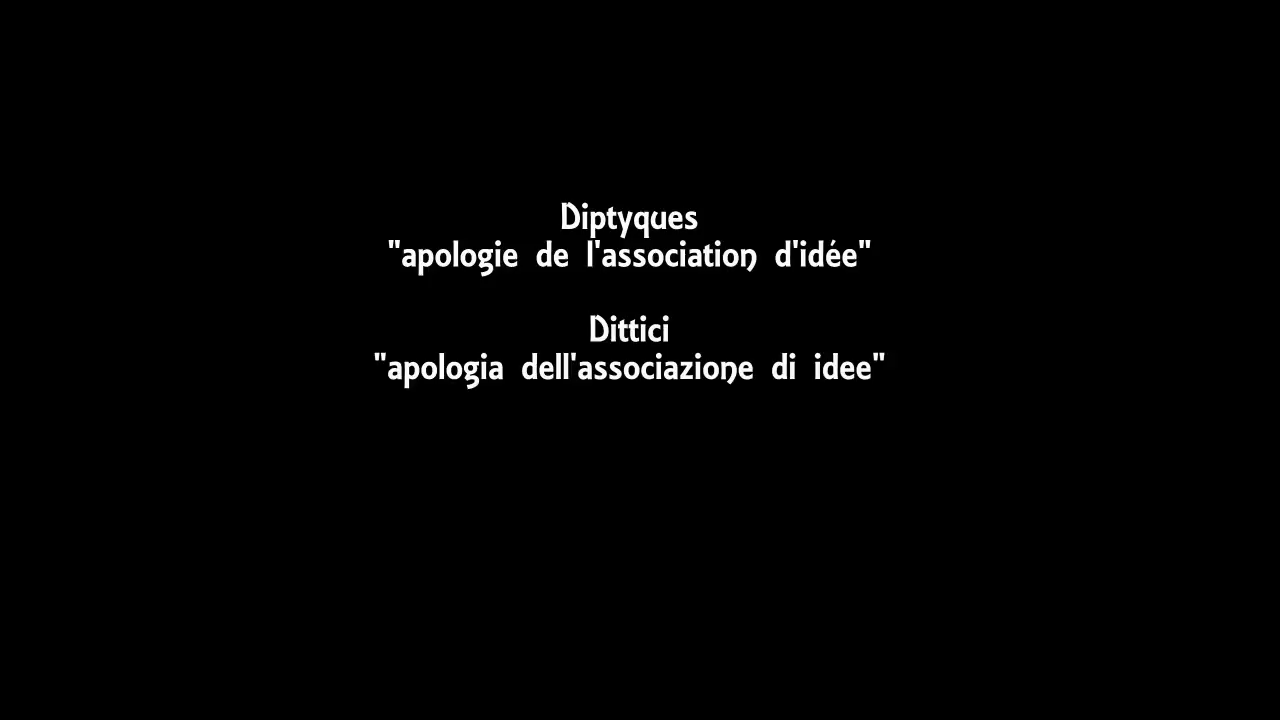 Diptyques
"apologie de l'association d'idée"
Dittici
"apologia dell'associazione di idee"